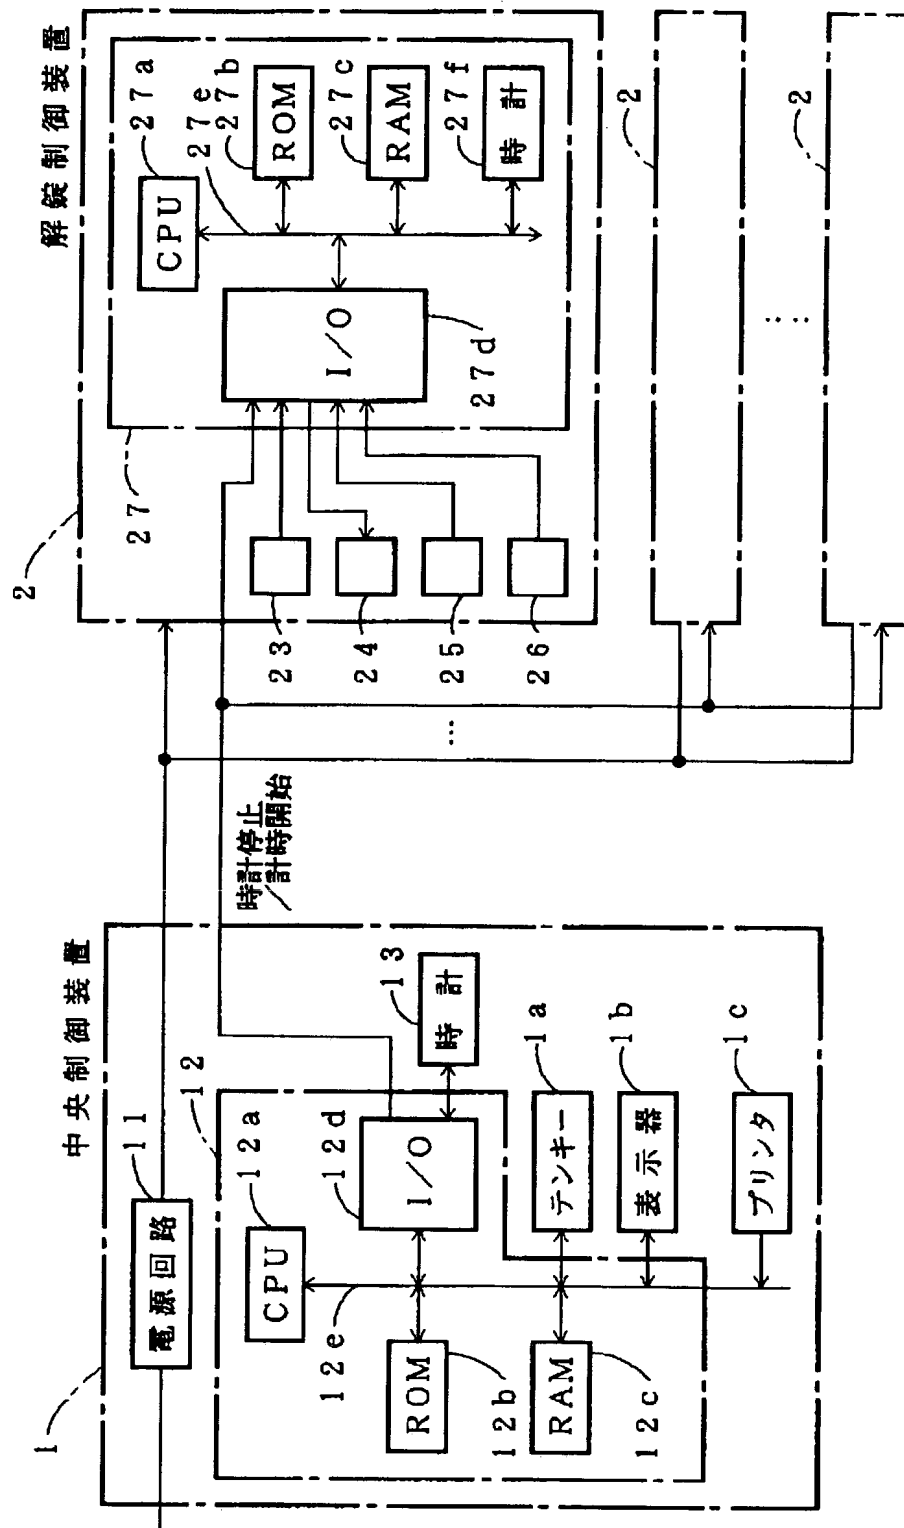 中央制御装置
1
電源回路
11
12
CPU
12a
12e
I/O
12d
時計
13
ROM
12b
RAM
12c
テンキー
1a
表示器
1b
プリンタ
1c
時計停止
／計時開始
…
解錠制御装置
2
27
CPU
27a
27e
ROM
27b
RAM
27c
時計
27f
I/O
27d
23
24
25
26
2
……
2